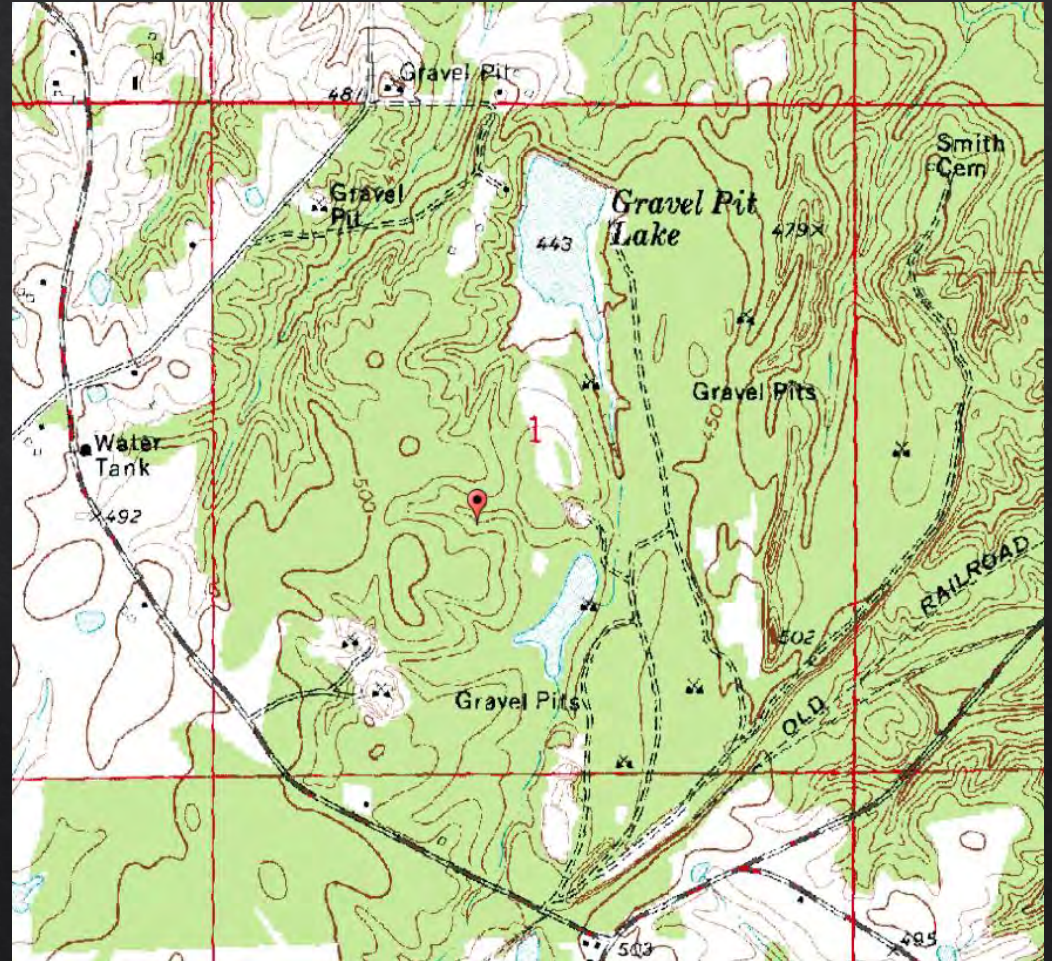 Gravel Pit
481
Smith
Cem
Gravel
Pit
Gravel Pit
Lake
479
443
Gravel Pits
450
1
Water
Tank
500
492
RAILROAD
502
Gravel Pits
OLD
495
503